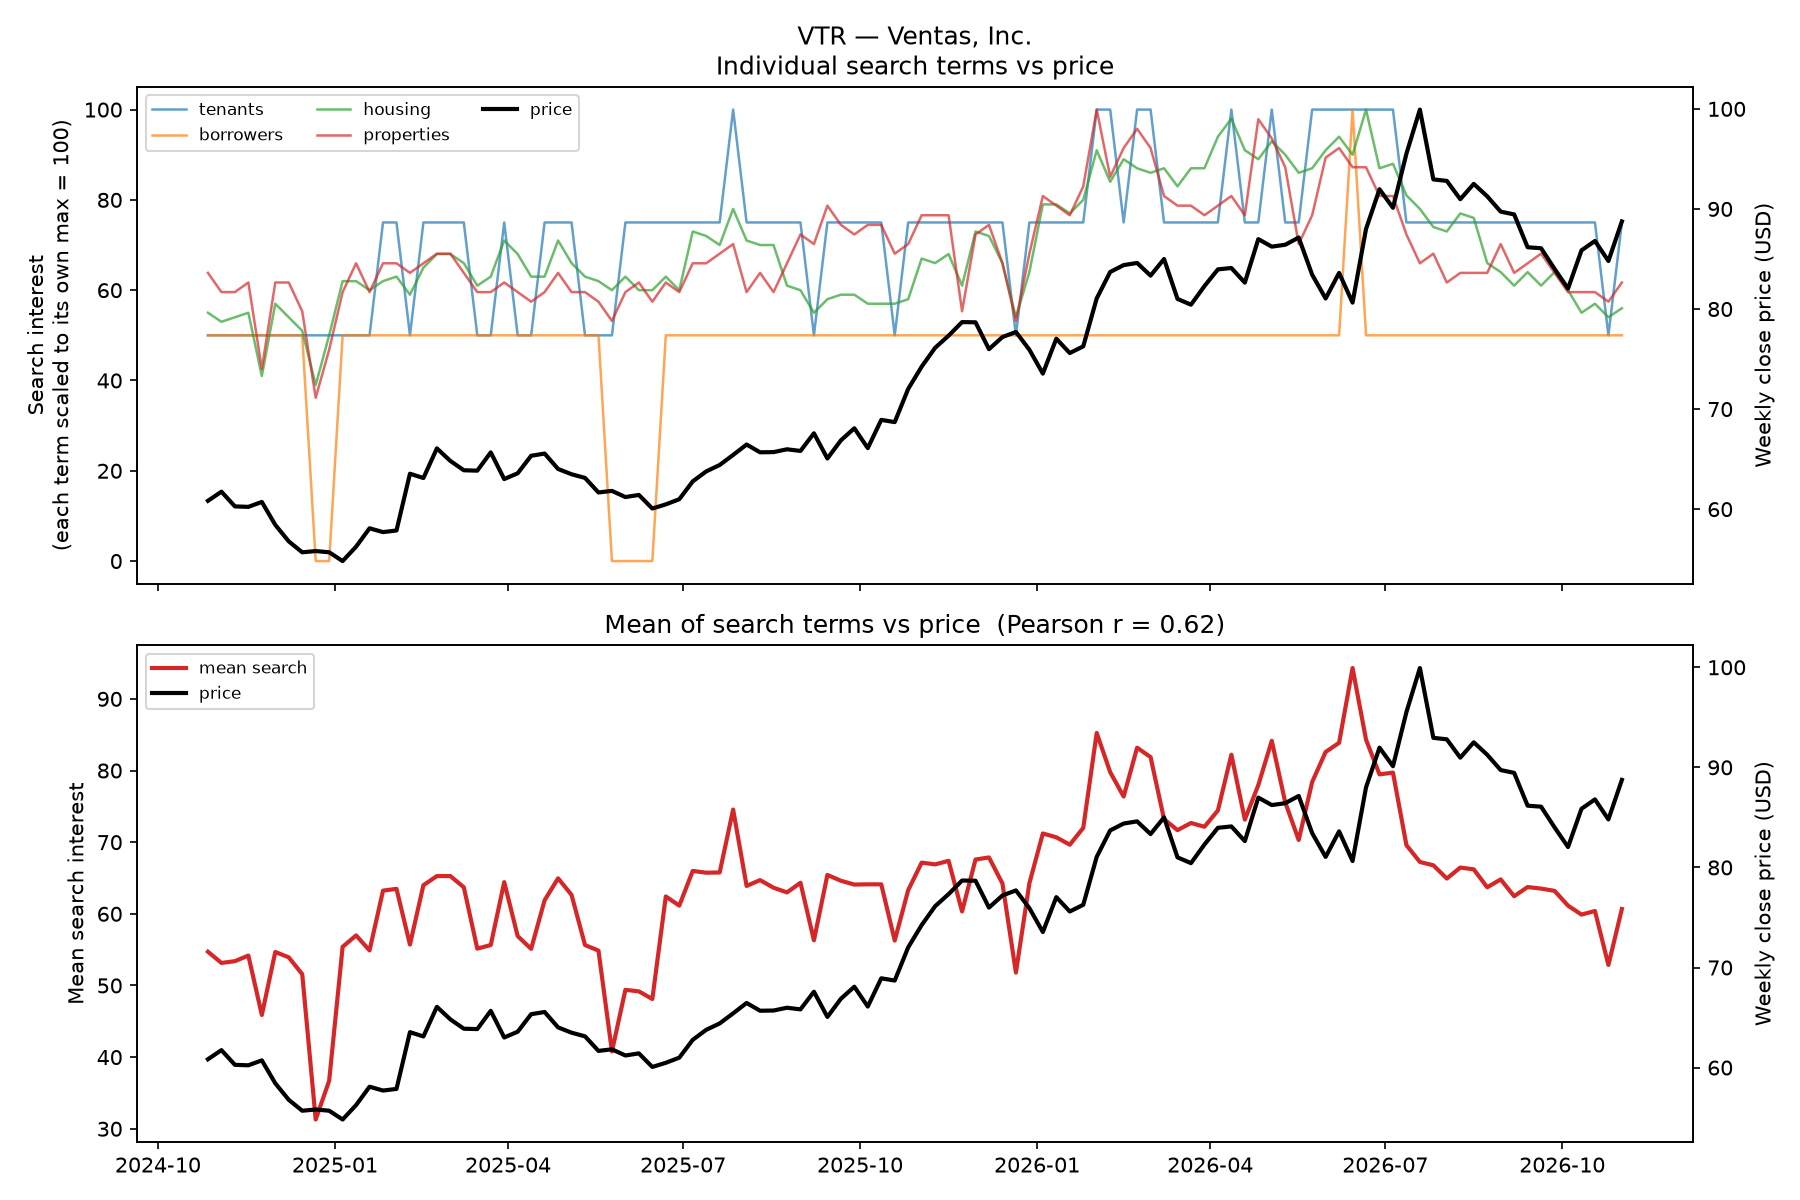 VTR — Ventas, Inc.
Individual search terms vs price
tenants
borrowers
housing
properties
price
Search interest
(each term scaled to its own max = 100)
100
80
60
40
20
0
Weekly close price (USD)
100
90
80
70
60
Mean of search terms vs price  (Pearson r = 0.62)
mean search
price
Mean search interest
90
80
70
60
50
40
30
Weekly close price (USD)
100
90
80
70
60
2024-10
2025-01
2025-04
2025-07
2025-10
2026-01
2026-04
2026-07
2026-10